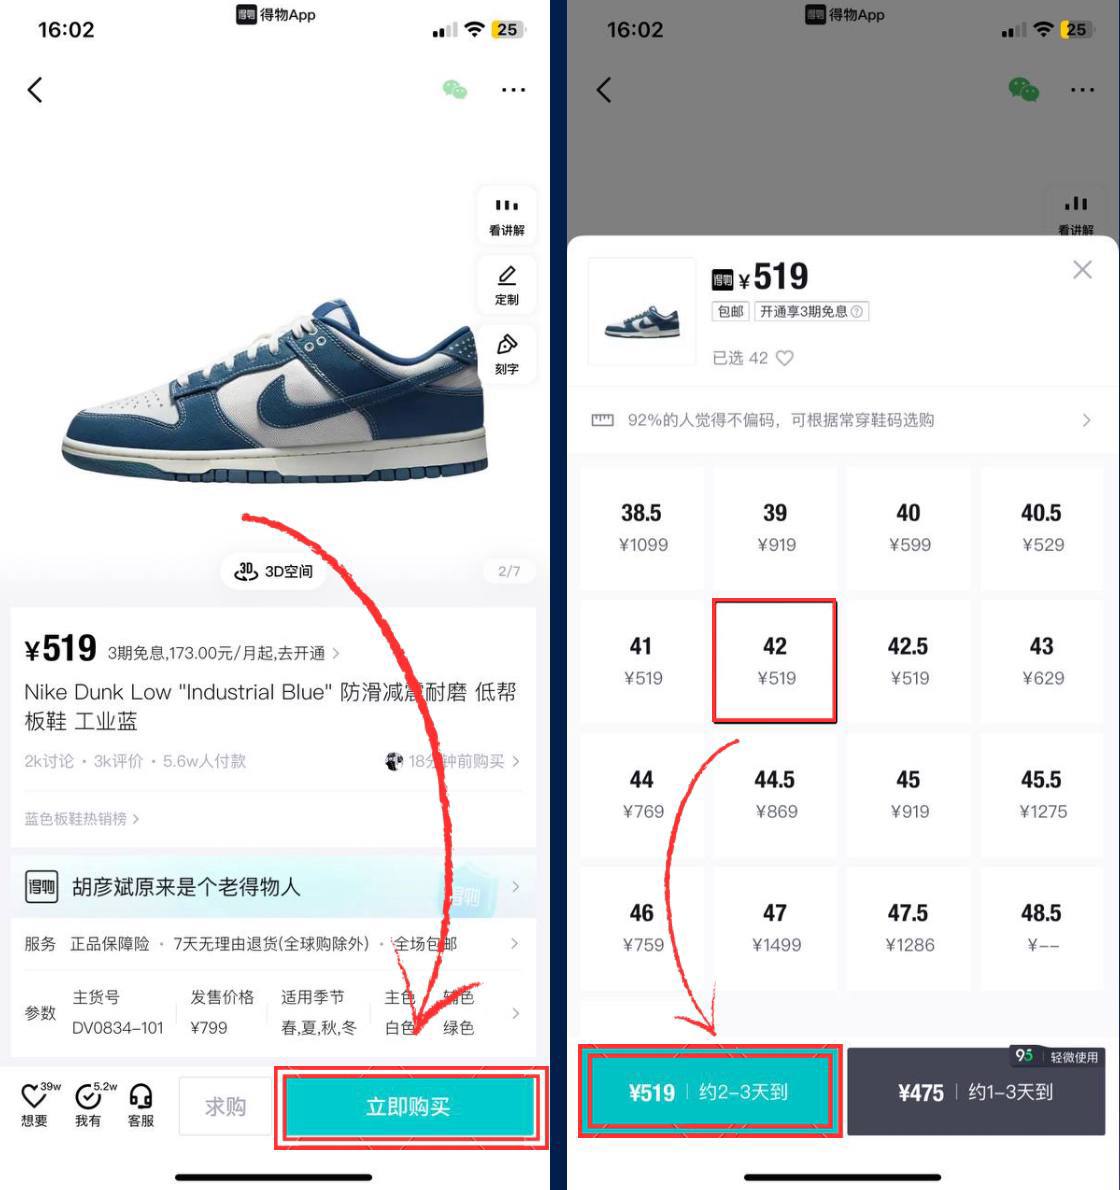 得物 得物App
16:02
25
看讲解
定制
刻字
3D 3D空间
2/7
¥519 3期免息,173.00元/月起,去开通
Nike Dunk Low "Industrial Blue" 防滑减震耐磨 低帮
板鞋 工业蓝
2k讨论 · 3k评价 · 5.6w人付款
18分钟前购买
蓝色板鞋热销榜
得物 胡彦斌原来是个老得物人
得物
服务 正品保障险 · 7天无理由退货(全球购除外) · 全场包邮
参数
主货号 发售价格 适用季节 主色 辅色
DV0834-101 ¥799 春,夏,秋,冬 白色 绿色
39w 5.2w
想要 我有 客服
求购
立即购买
得物 得物App
16:02
25
看讲解
得物 ¥519
包邮 开通享3期免息
已选 42
92%的人觉得不偏码，可根据常穿鞋码选购
38.5 39 40 40.5
¥1099 ¥919 ¥599 ¥529
41 42 42.5 43
¥519 ¥519 ¥519 ¥629
44 44.5 45 45.5
¥769 ¥869 ¥919 ¥1275
46 47 47.5 48.5
¥759 ¥1499 ¥1286 ¥--
95 轻微使用
¥519 约2-3天到
¥475 约1-3天到